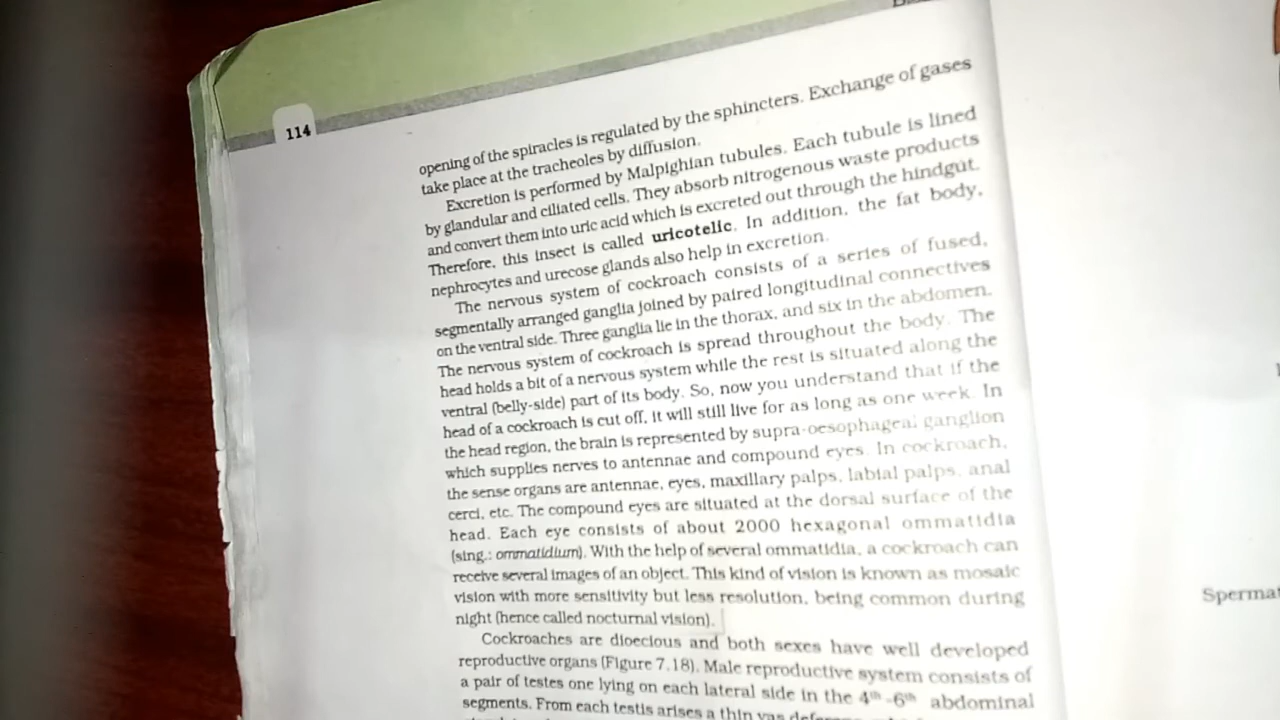 114
opening of the spiracles is regulated by the sphincters. Exchange of gases
take place at the tracheoles by diffusion.
Excretion is performed by Malpighian tubules. Each tubule is lined
by glandular and ciliated cells. They absorb nitrogenous waste products
and convert them into uric acid which is excreted out through the hindgut.
Therefore, this insect is called uricotelic. In addition, the fat body,
nephrocytes and urecose glands also help in excretion.
The nervous system of cockroach consists of a series of fused,
segmentally arranged ganglia joined by paired longitudinal connectives
on the ventral side. Three ganglia lie in the thorax, and six in the abdomen.
The nervous system of cockroach is spread throughout the body. The
head holds a bit of a nervous system while the rest is situated along the
ventral (belly-side) part of its body. So, now you understand that if the
head of a cockroach is cut off, it will still live for as long as one week. In
the head region, the brain is represented by supra-oesophageal ganglion
which supplies nerves to antennae and compound eyes. In cockroach,
the sense organs are antennae, eyes, maxillary palps, labial palps, anal
cerci, etc. The compound eyes are situated at the dorsal surface of the
head. Each eye consists of about 2000 hexagonal ommatidia
(sing.: ommatidium). With the help of several ommatidia, a cockroach can
receive several images of an object. This kind of vision is known as mosaic
vision with more sensitivity but less resolution, being common during
night (hence called nocturnal vision).
Cockroaches are dioecious and both sexes have well developed
reproductive organs (Figure 7.18). Male reproductive system consists of
a pair of testes one lying on each lateral side in the 4th -6th abdominal
segments. From each testis arises a thin vas
Spermat